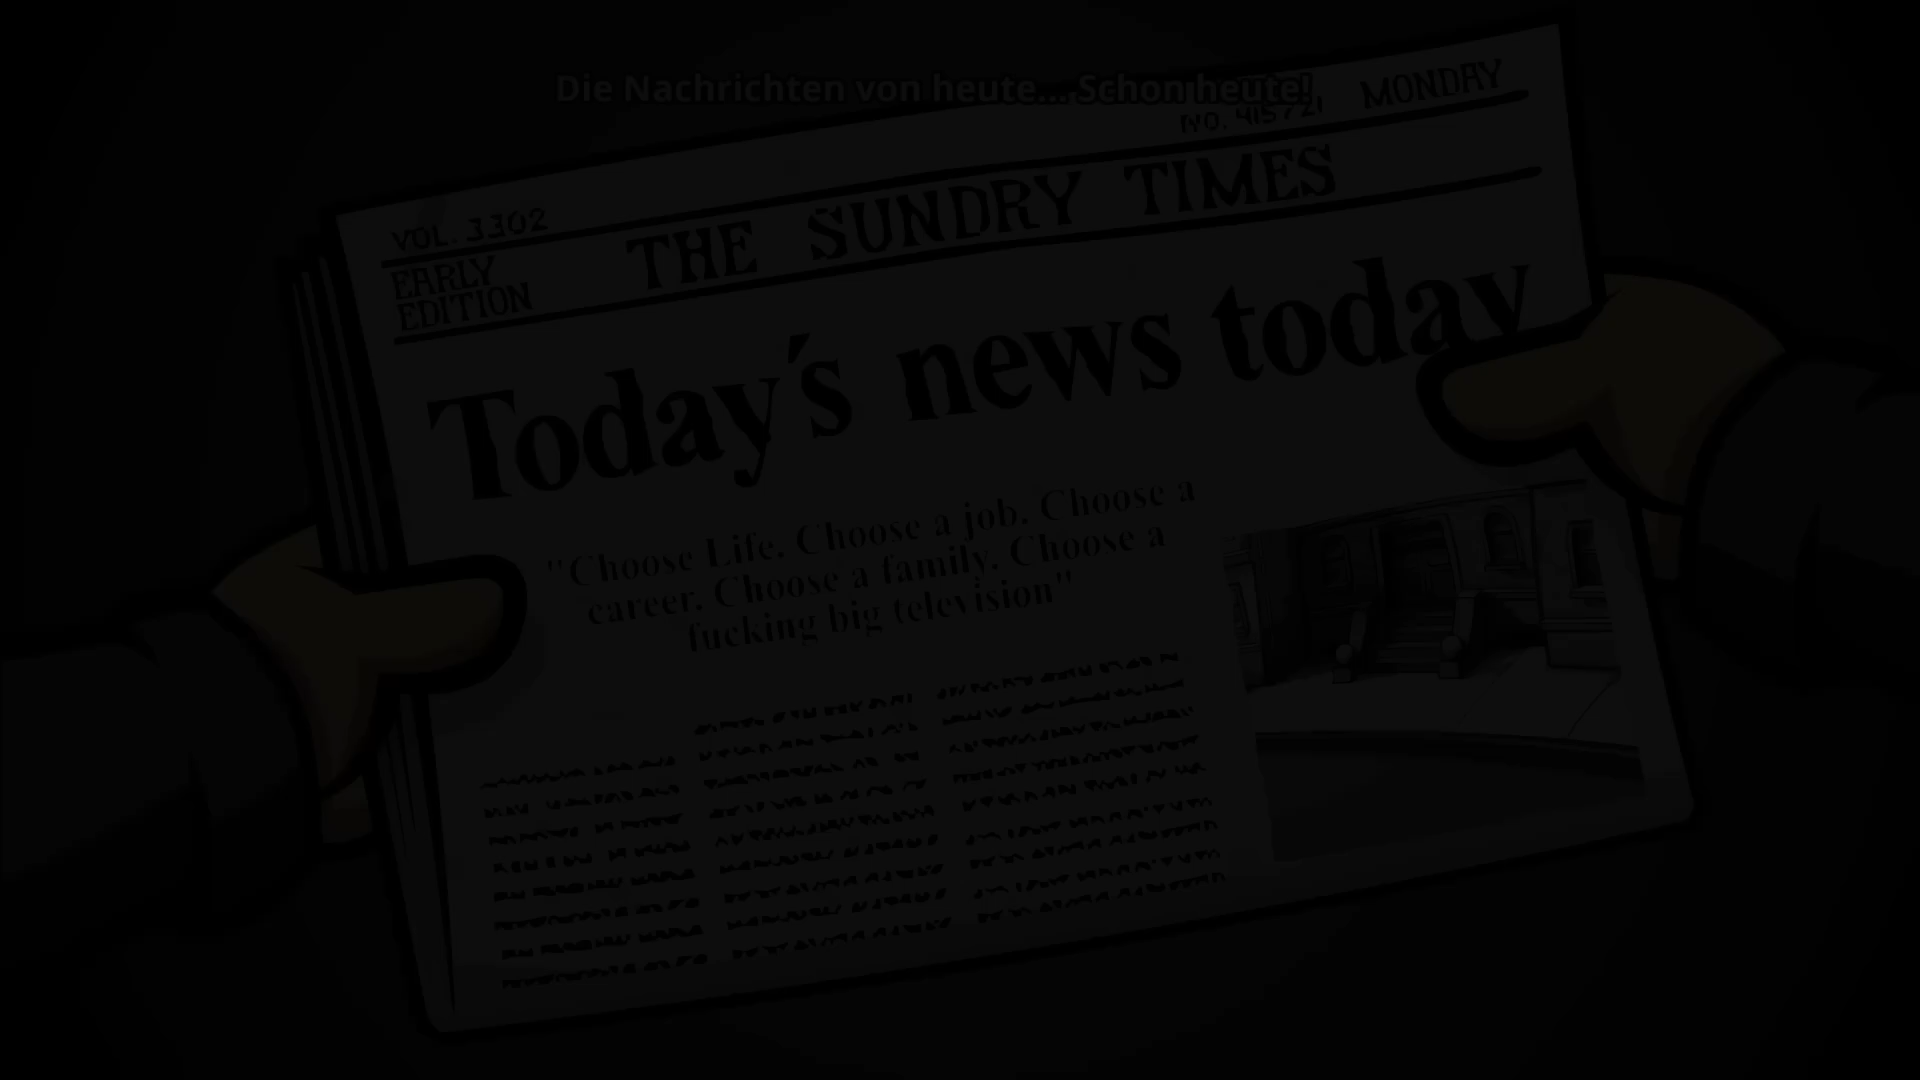 Die Nachrichten von heute... Schon heute!
NO. 415721 MONDAY
VOL. 3302
EARLY
EDITION
THE SUNDRY TIMES
Today's news today
"Choose Life. Choose a job. Choose a
career. Choose a family. Choose a
fucking big television"